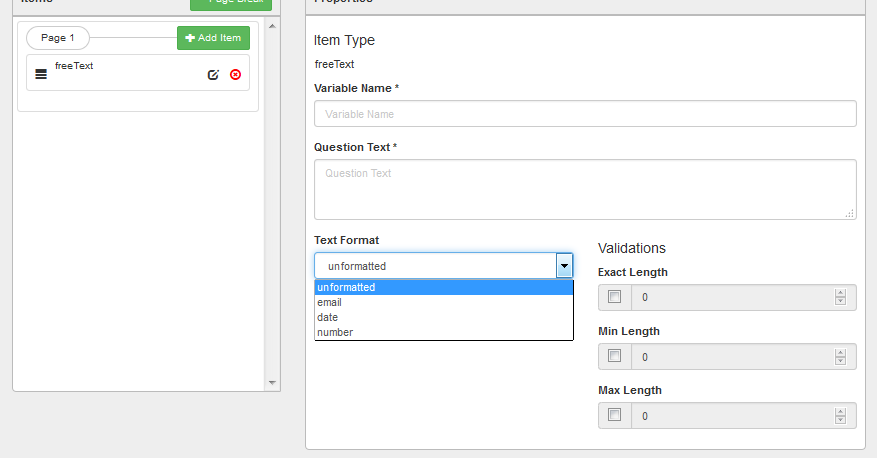 Items
Page Break
Page 1
Add Item
freeText
Properties
Item Type
freeText
Variable Name *
Variable Name
Question Text *
Question Text
Text Format
unformatted
unformatted
email
date
number
Validations
Exact Length
0
Min Length
0
Max Length
0